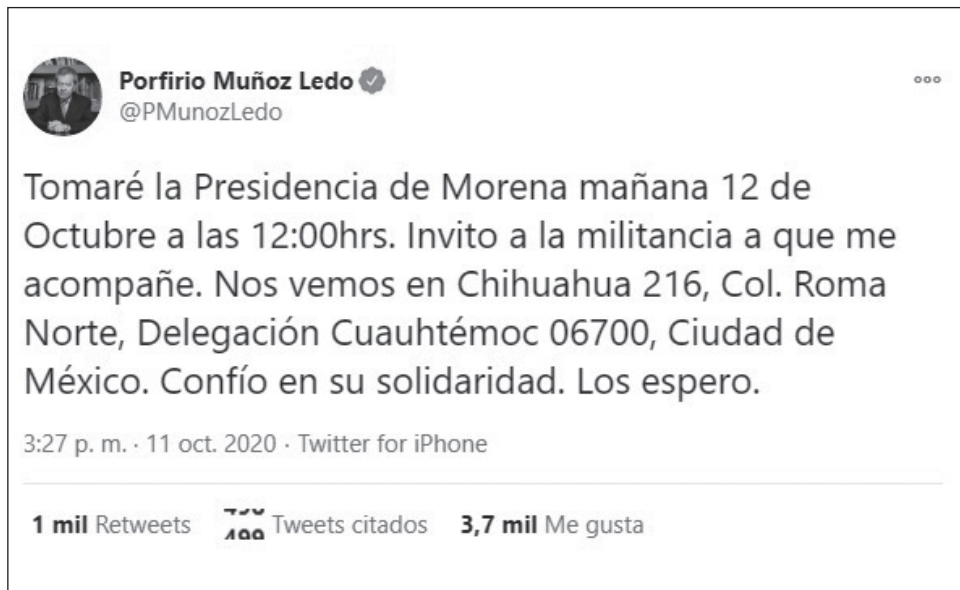 Porfirio Muñoz Ledo
@PMunozLedo
Tomaré la Presidencia de Morena mañana 12 de
Octubre a las 12:00hrs. Invito a la militancia a que me
acompañe. Nos vemos en Chihuahua 216, Col. Roma
Norte, Delegación Cuauhtémoc 06700, Ciudad de
México. Confío en su solidaridad. Los espero.
3:27 p. m. · 11 oct. 2020 · Twitter for iPhone
1 mil Retweets Tweets citados 3,7 mil Me gusta